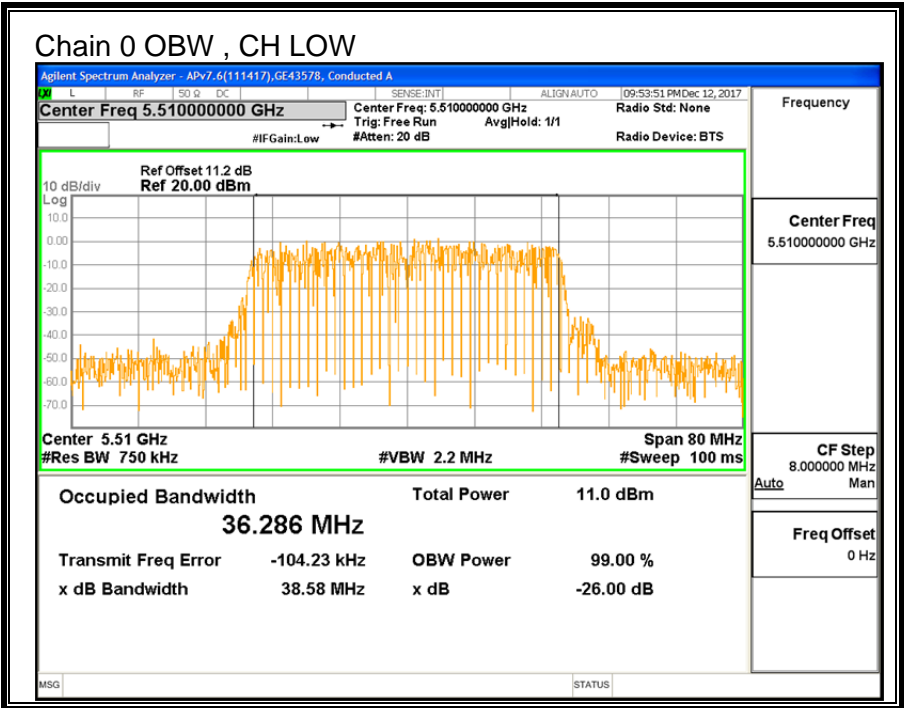 Chain 0 OBW , CH LOW
Agilent Spectrum Analyzer - APv7.6(111417),GE43578, Conducted A
LXI L RF 50 Ω DC SENSE:INT ALIGNAUTO 09:53:51 PMDec 12, 2017
Center Freq 5.510000000 GHz
Center Freq: 5.510000000 GHz
Radio Std: None
Trig: Free Run Avg|Hold: 1/1
#IFGain:Low
#Atten: 20 dB
Radio Device: BTS
Ref Offset 11.2 dB
10 dB/div Ref 20.00 dBm
Log
10.0
0.00
-10.0
-20.0
-30.0
-40.0
-50.0
-60.0
-70.0
Center 5.51 GHz Span 80 MHz
#Res BW 750 kHz #VBW 2.2 MHz #Sweep 100 ms
Occupied Bandwidth Total Power 11.0 dBm
36.286 MHz
Transmit Freq Error -104.23 kHz OBW Power 99.00 %
x dB Bandwidth 38.58 MHz x dB -26.00 dB
MSG STATUS
Frequency
Center Freq
5.510000000 GHz
CF Step
8.000000 MHz
Auto Man
Freq Offset
0 Hz